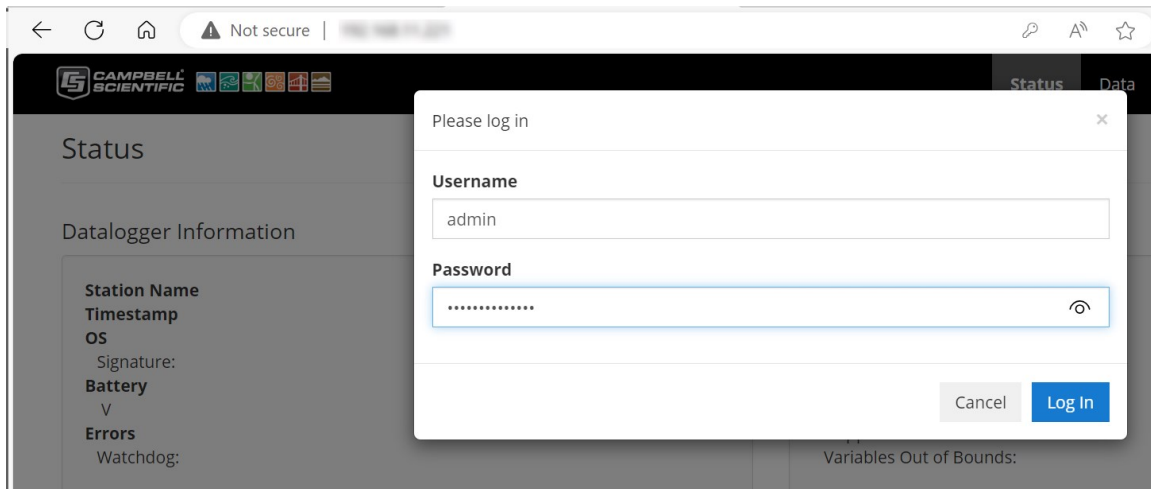 Not secure
CAMPBELL
SCIENTIFIC
Status
Data
Please log in
×
Status
Username
admin
Datalogger Information
Password
••••••••••••••
Station Name
Timestamp
OS
Signature:
Battery
V
Cancel
Log In
Errors
Watchdog:
Variables Out of Bounds: